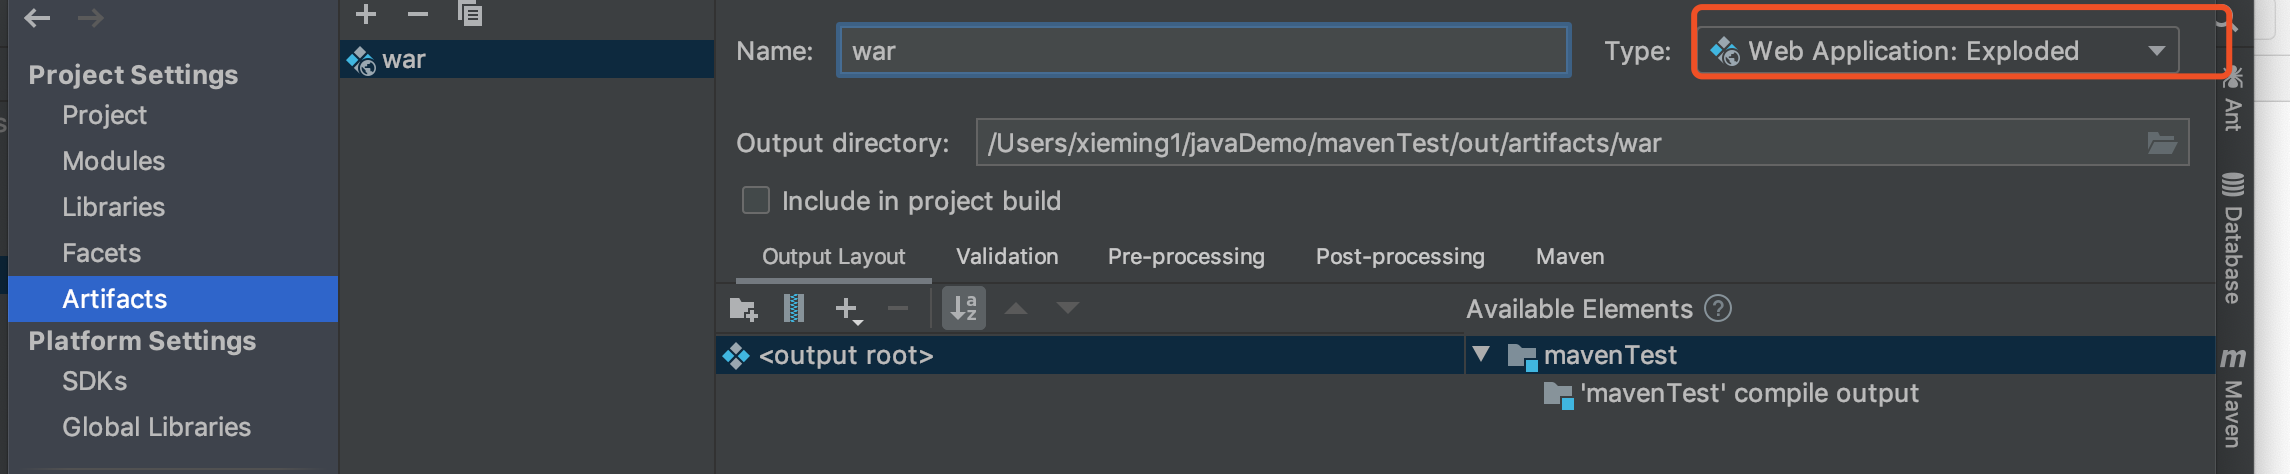 Project Settings
Project
Modules
Libraries
Facets
Artifacts
Platform Settings
SDKs
Global Libraries
war
Name: war
Type: Web Application: Exploded
Output directory: /Users/xieming1/javaDemo/mavenTest/out/artifacts/war
Include in project build
Output Layout Validation Pre-processing Post-processing Maven
Available Elements ?
<output root>
mavenTest
'mavenTest' compile output
Ant
Database
m Maven